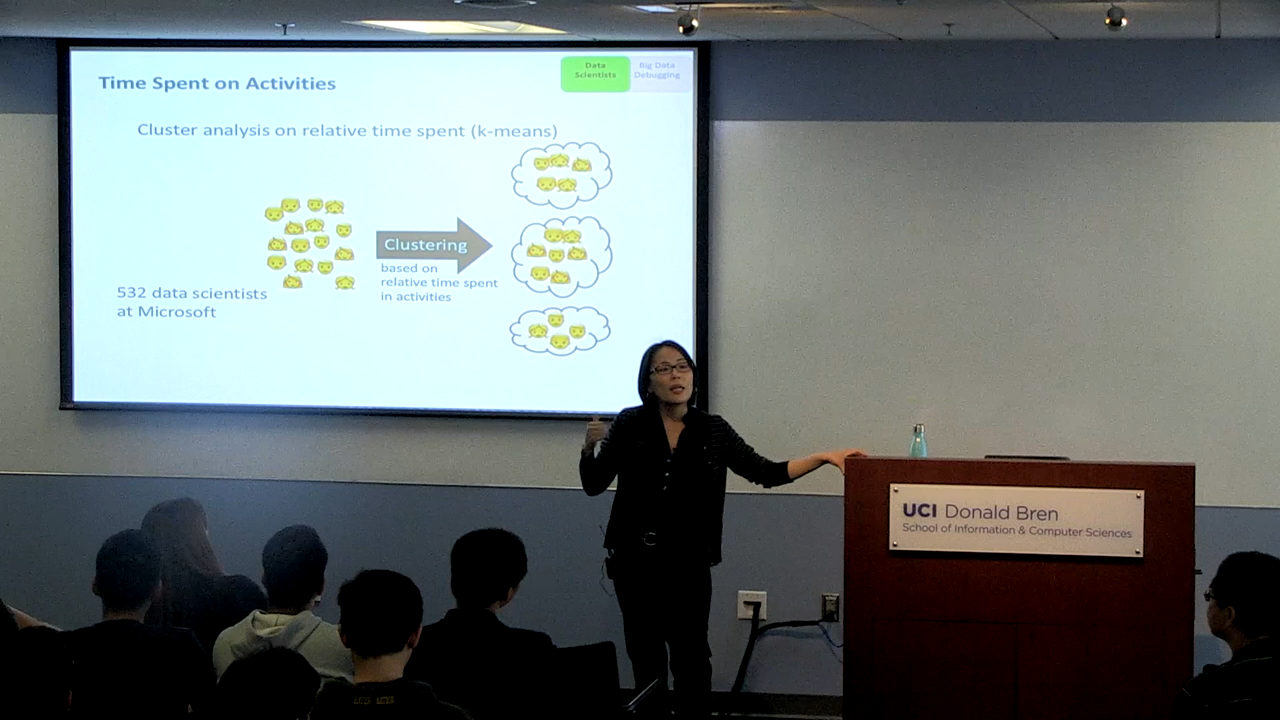 Time Spent on Activities
Data
Scientists
Big Data
Debugging
Cluster analysis on relative time spent (k-means)
Clustering
based on
relative time spent
in activities
532 data scientists
at Microsoft
UCI Donald Bren
School of Information & Computer Sciences